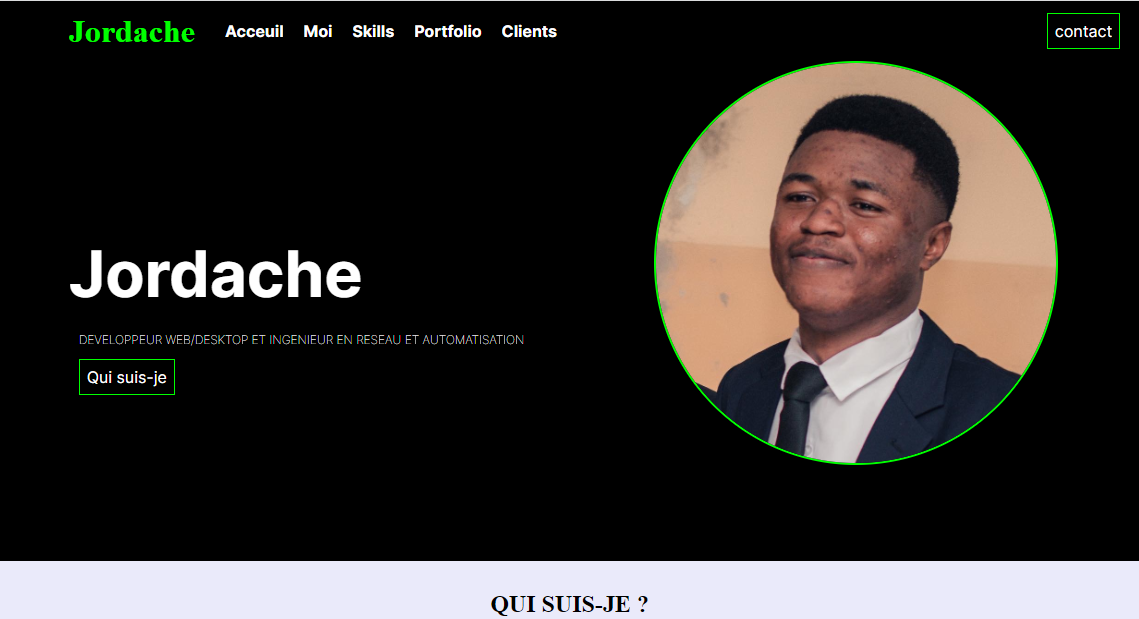 Jordache Acceuil Moi Skills Portfolio Clients contact
Jordache
DEVELOPPEUR WEB/DESKTOP ET INGENIEUR EN RESEAU ET AUTOMATISATION
Qui suis-je
QUI SUIS-JE ?